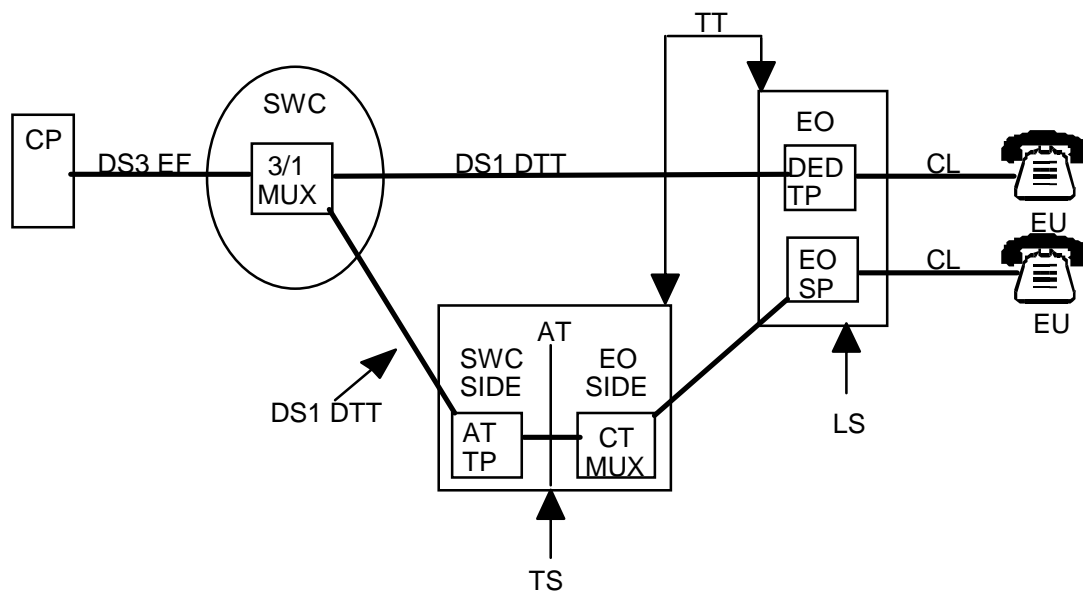 TT
SWC
EO
CP
DS3 EF
3/1
MUX
DS1 DTT
DED
TP
CL
EU
EO
SP
CL
EU
AT
SWC
SIDE
EO
SIDE
DS1 DTT
AT
TP
CT
MUX
LS
TS